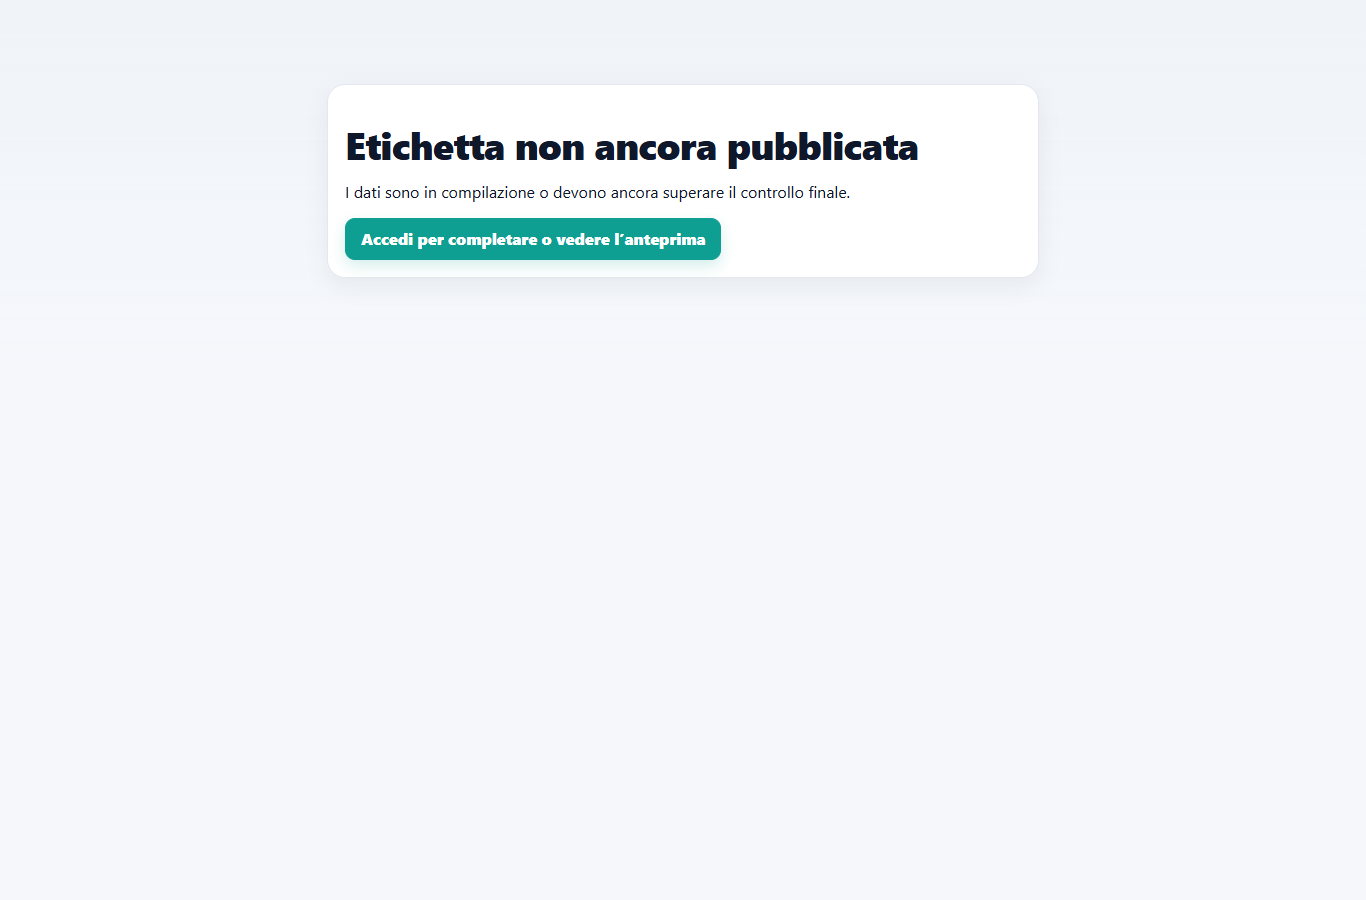 Etichetta non ancora pubblicata
I dati sono in compilazione o devono ancora superare il controllo finale.
Accedi per completare o vedere l’anteprima